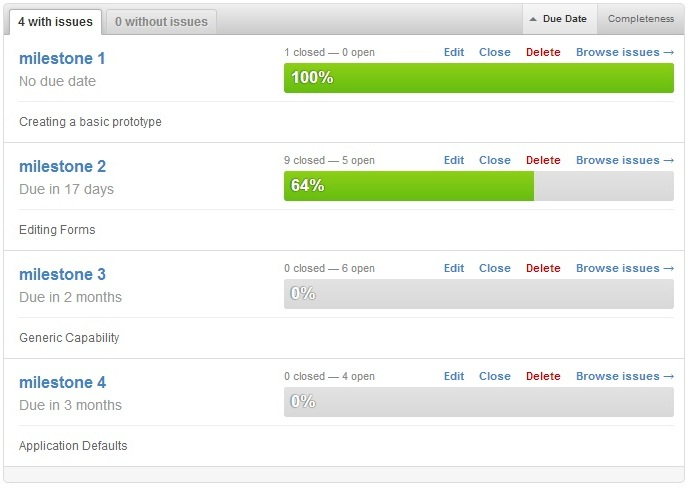 4 with issues 0 without issues Due Date Completeness
milestone 1 1 closed — 0 open Edit Close Delete Browse issues →
No due date 100%
Creating a basic prototype
milestone 2 9 closed — 5 open Edit Close Delete Browse issues →
Due in 17 days 64%
Editing Forms
milestone 3 0 closed — 6 open Edit Close Delete Browse issues →
Due in 2 months 0%
Generic Capability
milestone 4 0 closed — 4 open Edit Close Delete Browse issues →
Due in 3 months 0%
Application Defaults